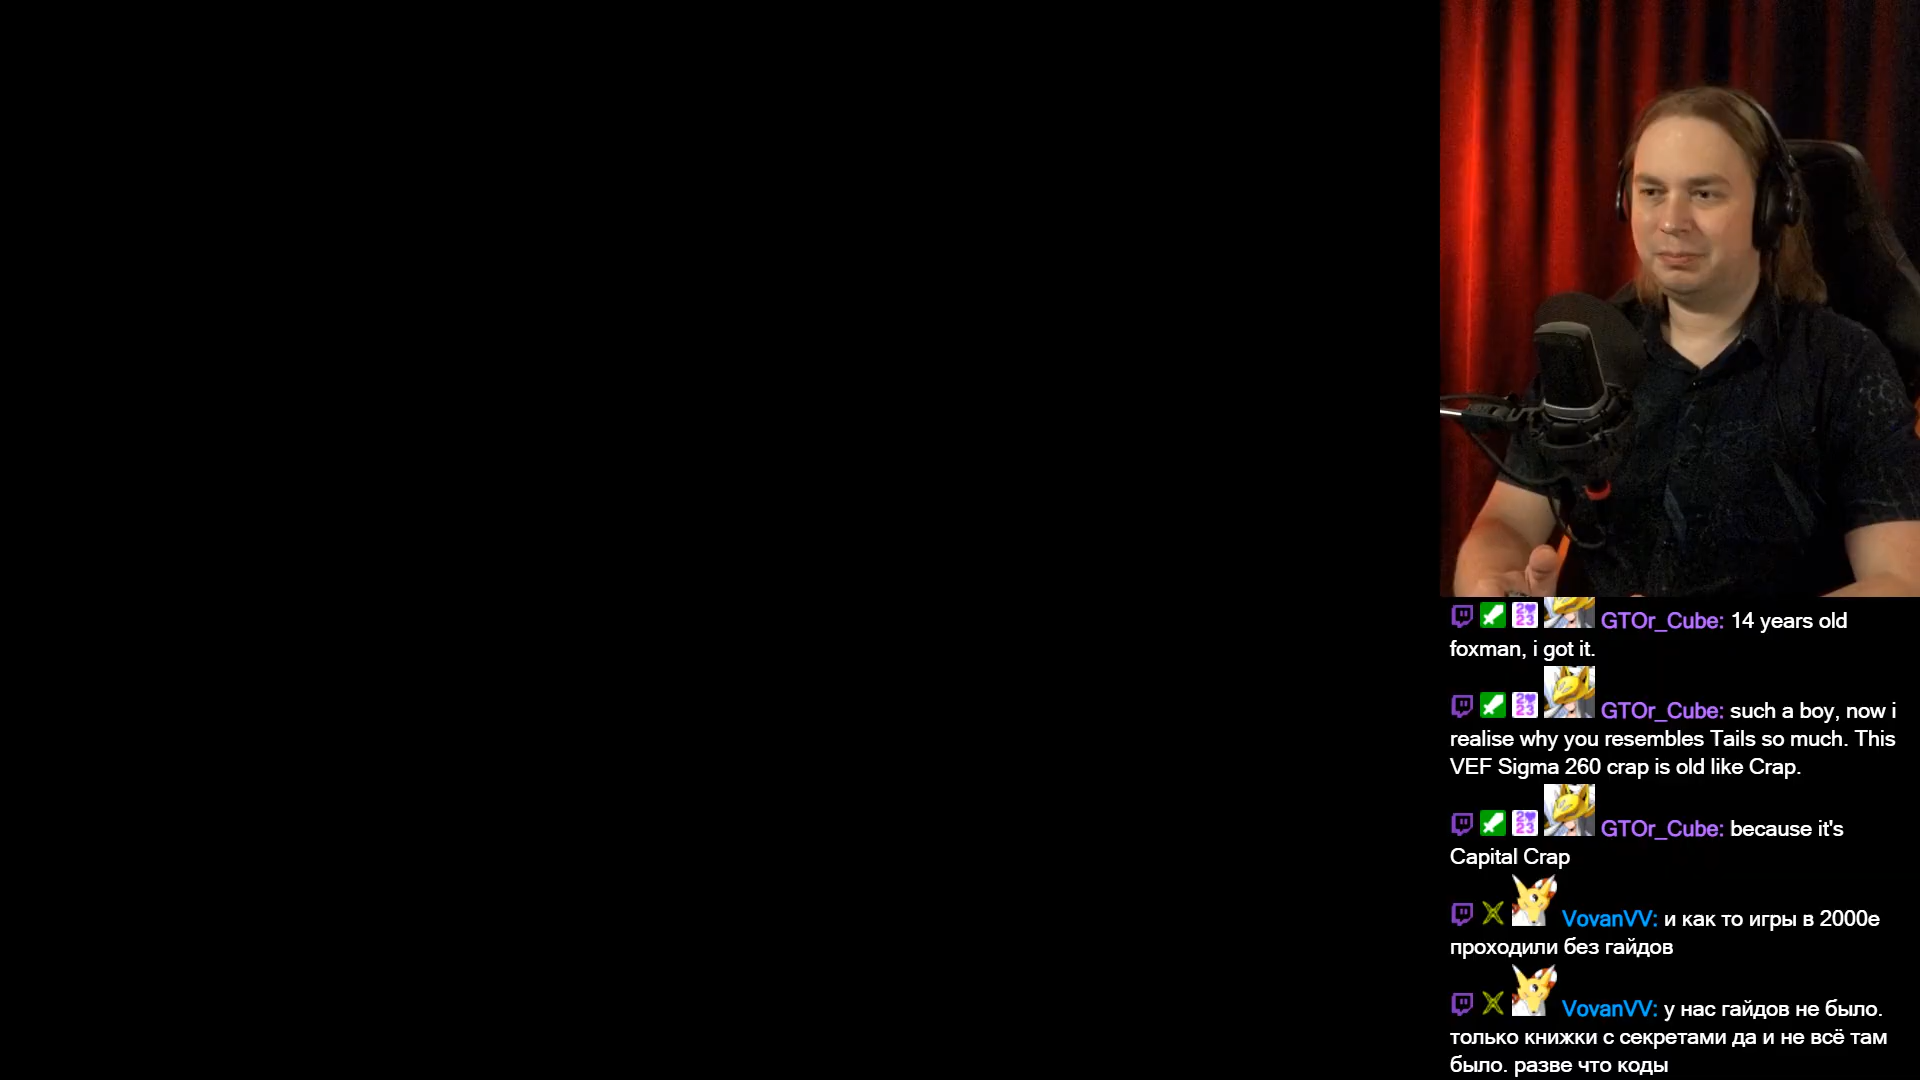 GTOr_Cube: 14 years old
foxman, i got it.
GTOr_Cube: such a boy, now i
realise why you resembles Tails so much. This
VEF Sigma 260 crap is old like Crap.
GTOr_Cube: because it's
Capital Crap
VovanVV: и как то игры в 2000е
проходили без гайдов
VovanVV: у нас гайдов не было.
только книжки с секретами да и не всё там
было. разве что коды